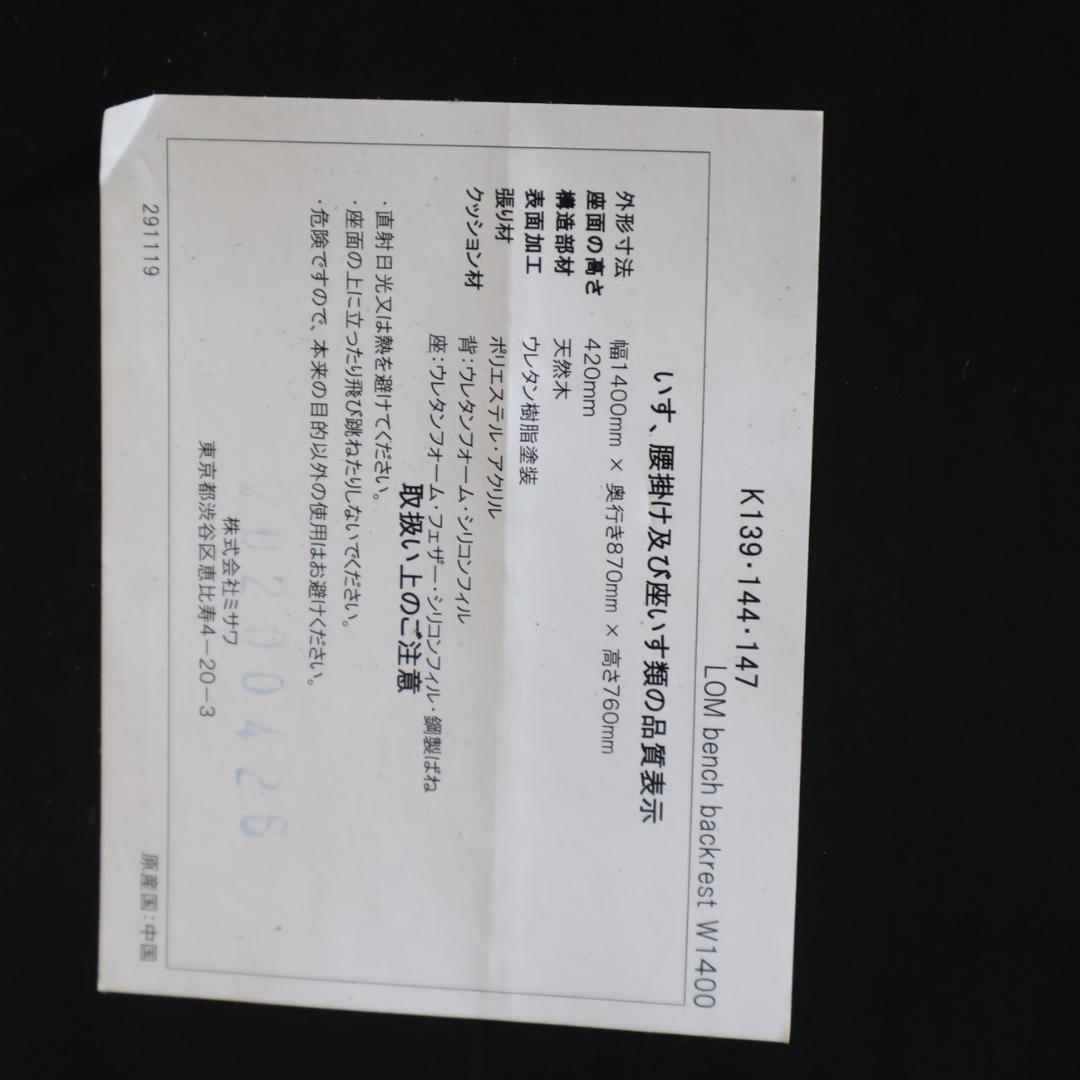 K139・144・147
LOM bench backrest W1400
いす、腰掛け及び座いす類の品質表示
外形寸法 幅1400mm × 奥行き870mm × 高さ760mm
座面の高さ 420mm
構造部材 天然木
表面加工 ウレタン樹脂塗装
張り材 ポリエステル・アクリル
クッション材 背：ウレタンフォーム・シリコンフィル
座：ウレタンフォーム・フェザー・シリコンフィル・鋼製ばね
取扱い上のご注意
・直射日光又は熱を避けてください。
・座面の上に立ったり飛び跳ねたりしないでください。
・危険ですので、本来の目的以外の使用はお避けください。
20200426
株式会社ミサワ
東京都渋谷区恵比寿4－20－3
291119
原産国：中国